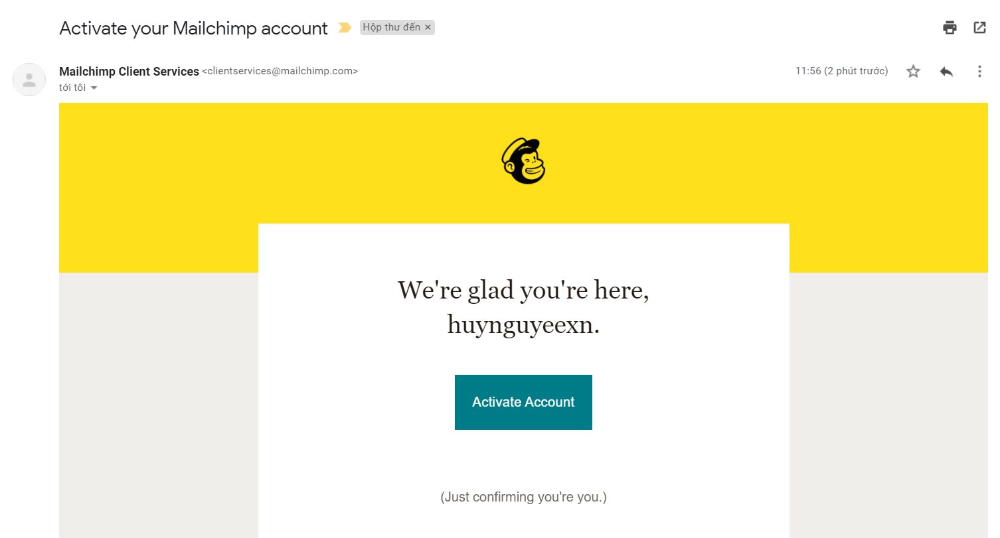 Activate your Mailchimp account Hộp thư đến ×
Mailchimp Client Services <clientservices@mailchimp.com> 11:56 (2 phút trước)
tới tôi
We're glad you're here,
huynguyeexn.
Activate Account
(Just confirming you're you.)